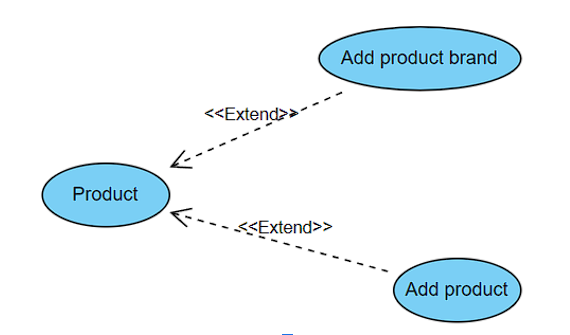 Add product brand
<<Extend>>
Product
<<Extend>>
Add product